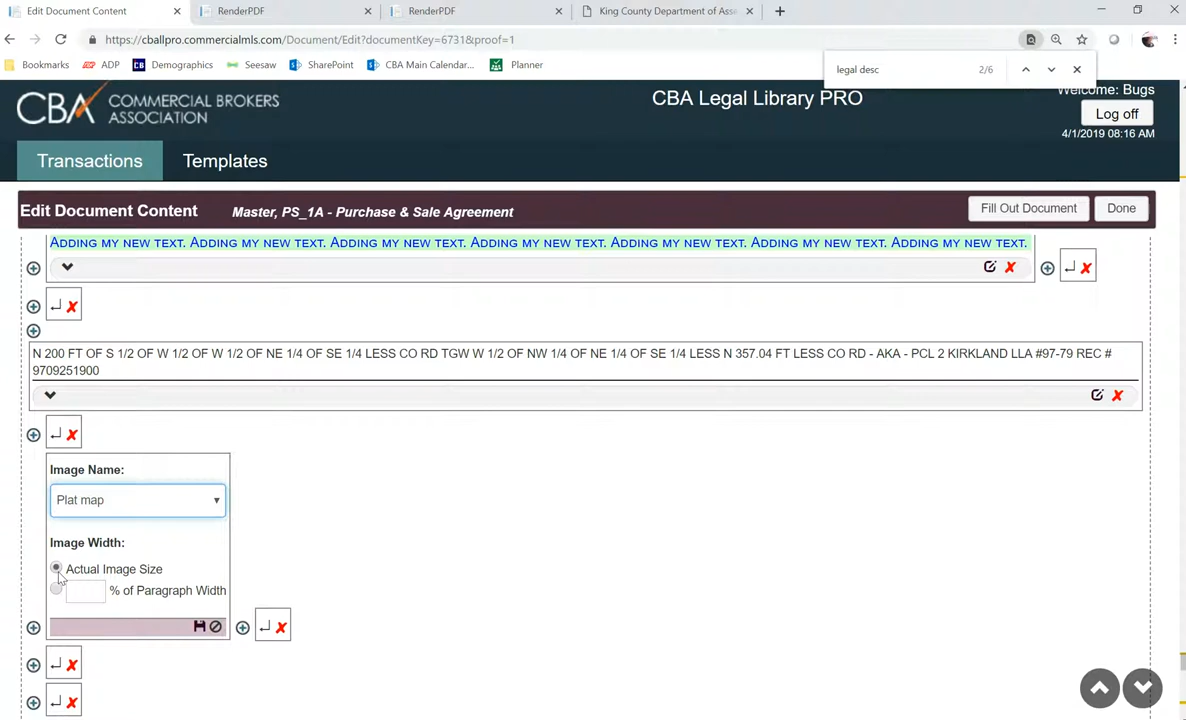 Edit Document Content
RenderPDF
RenderPDF
King County Department of Ass
https://cballpro.commercialmls.com/Document/Edit?documentKey=6731&proof=1
Bookmarks ADP Demographics Seesaw SharePoint CBA Main Calendar... Planner
legal desc 2/6
CBA COMMERCIAL BROKERS ASSOCIATION
CBA Legal Library PRO
Welcome: Bugs
Log off
4/1/2019 08:16 AM
Transactions Templates
Edit Document Content Master, PS_1A - Purchase & Sale Agreement Fill Out Document Done
ADDING MY NEW TEXT. ADDING MY NEW TEXT. ADDING MY NEW TEXT. ADDING MY NEW TEXT. ADDING MY NEW TEXT. ADDING MY NEW TEXT. ADDING MY NEW TEXT.
N 200 FT OF S 1/2 OF W 1/2 OF W 1/2 OF NE 1/4 OF SE 1/4 LESS CO RD TGW W 1/2 OF NW 1/4 OF NE 1/4 OF SE 1/4 LESS N 357.04 FT LESS CO RD - AKA - PCL 2 KIRKLAND LLA #97-79 REC #
9709251900
Image Name:
Plat map
Image Width:
Actual Image Size
% of Paragraph Width